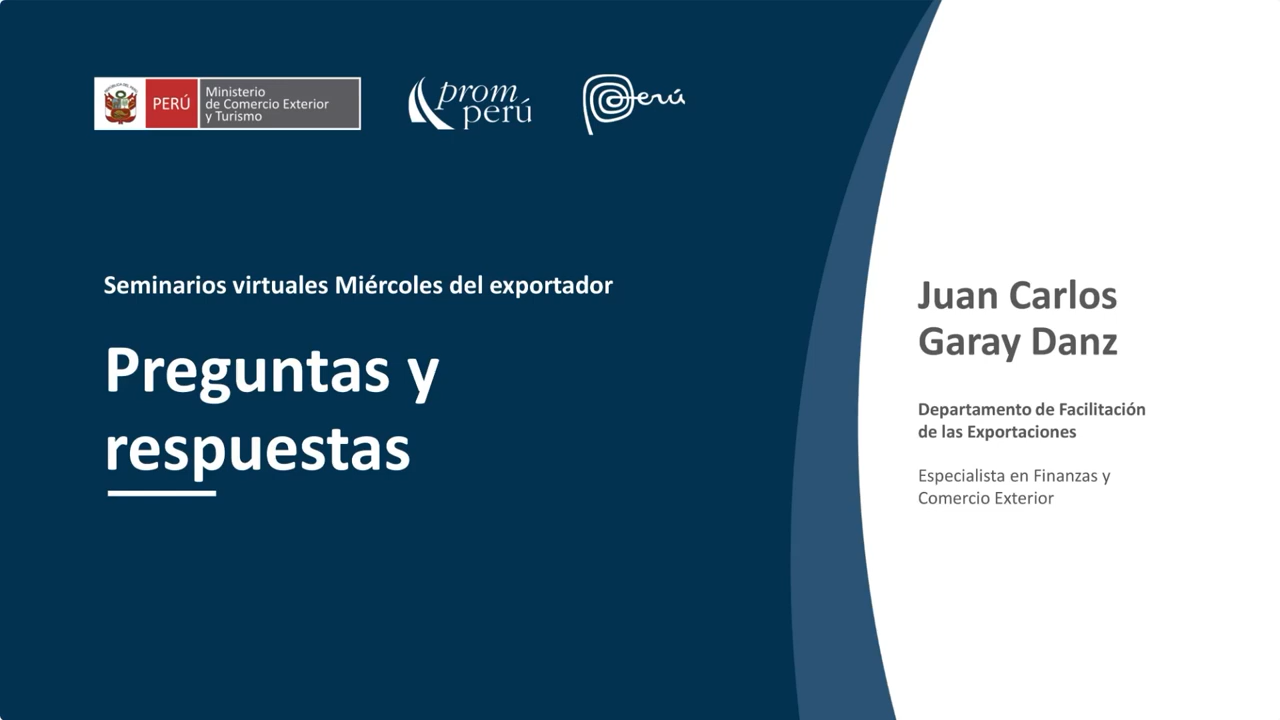 PERÚ
Ministerio
de Comercio Exterior
y Turismo
prom
perú
Perú
Seminarios virtuales Miércoles del exportador
Preguntas y
respuestas
Juan Carlos
Garay Danz
Departamento de Facilitación
de las Exportaciones
Especialista en Finanzas y
Comercio Exterior